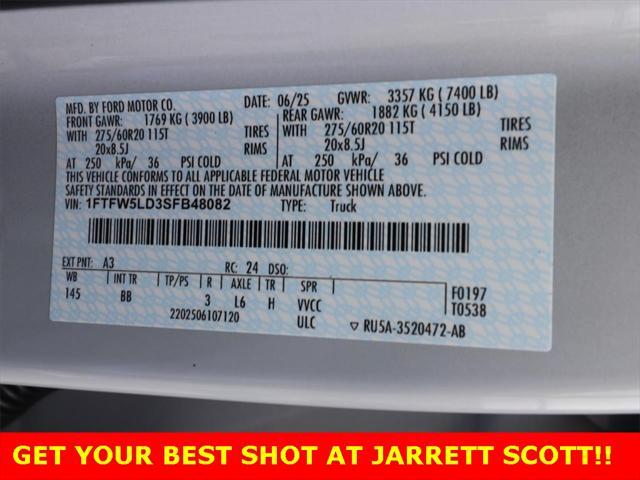 MFD. BY FORD MOTOR CO. DATE: 06/25 GVWR: 3357 KG ( 7400 LB)
FRONT GAWR: 1769 KG ( 3900 LB) REAR GAWR: 1882 KG ( 4150 LB)
WITH 275/60R20 115T TIRES WITH 275/60R20 115T TIRES
20x8.5J RIMS 20x8.5J RIMS
AT 250 kPa/ 36 PSI COLD AT 250 kPa/ 36 PSI COLD
THIS VEHICLE CONFORMS TO ALL APPLICABLE FEDERAL MOTOR VEHICLE
SAFETY STANDARDS IN EFFECT ON THE DATE OF MANUFACTURE SHOWN ABOVE.
VIN: 1FTFW5LD3SFB48082 TYPE: Truck
EXT PNT: A3 RC: 24 DSO:
WB INT TR TP/PS R AXLE TR SPR F0197
145 BB 3 L6 H VVCC T0538
2202506107120 ULC ▽ RU5A-3520472-AB
GET YOUR BEST SHOT AT JARRETT SCOTT!!